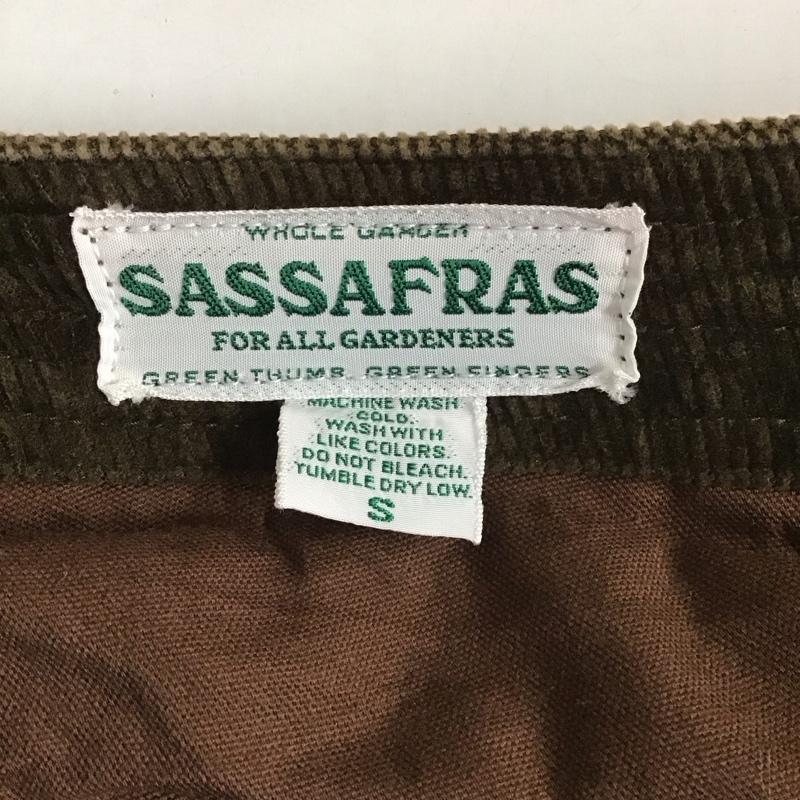 WHOLE GARDEN
SASSAFRAS
FOR ALL GARDENERS
GREEN THUMB, GREEN FINGERS
MACHINE WASH
COLD.
WASH WITH
LIKE COLORS.
DO NOT BLEACH.
TUMBLE DRY LOW.
S